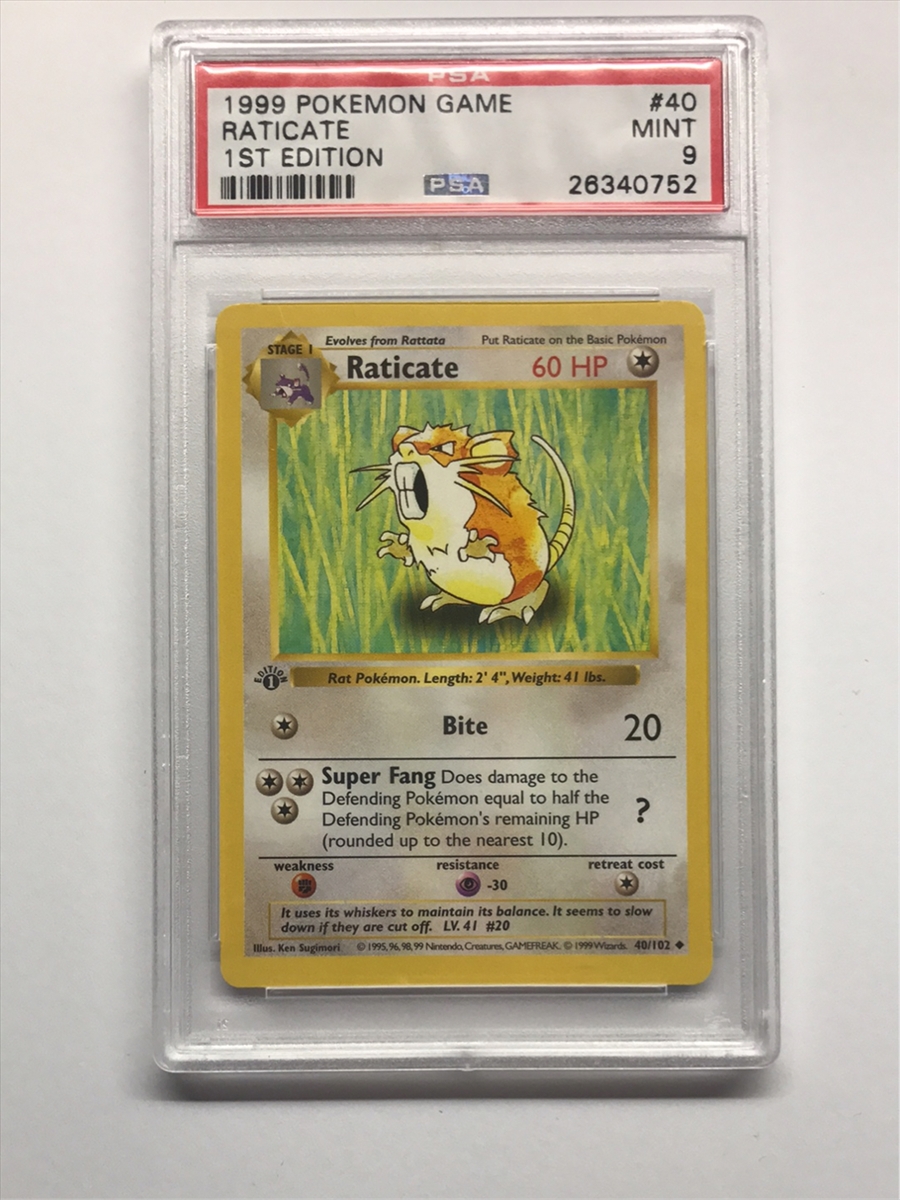 PSA
1999 POKEMON GAME #40
RATICATE MINT
1ST EDITION 9
PSA 26340752
Evolves from Rattata Put Raticate on the Basic Pokémon
STAGE 1
Raticate 60 HP
EDITION 1
Rat Pokémon. Length: 2' 4", Weight: 41 lbs.
Bite 20
Super Fang Does damage to the
Defending Pokémon equal to half the
Defending Pokémon's remaining HP ?
(rounded up to the nearest 10).
weakness resistance retreat cost
-30
It uses its whiskers to maintain its balance. It seems to slow
down if they are cut off. LV. 41 #20
Illus. Ken Sugimori © 1995, 96, 98, 99 Nintendo, Creatures, GAMEFREAK. © 1999 Wizards. 40/102